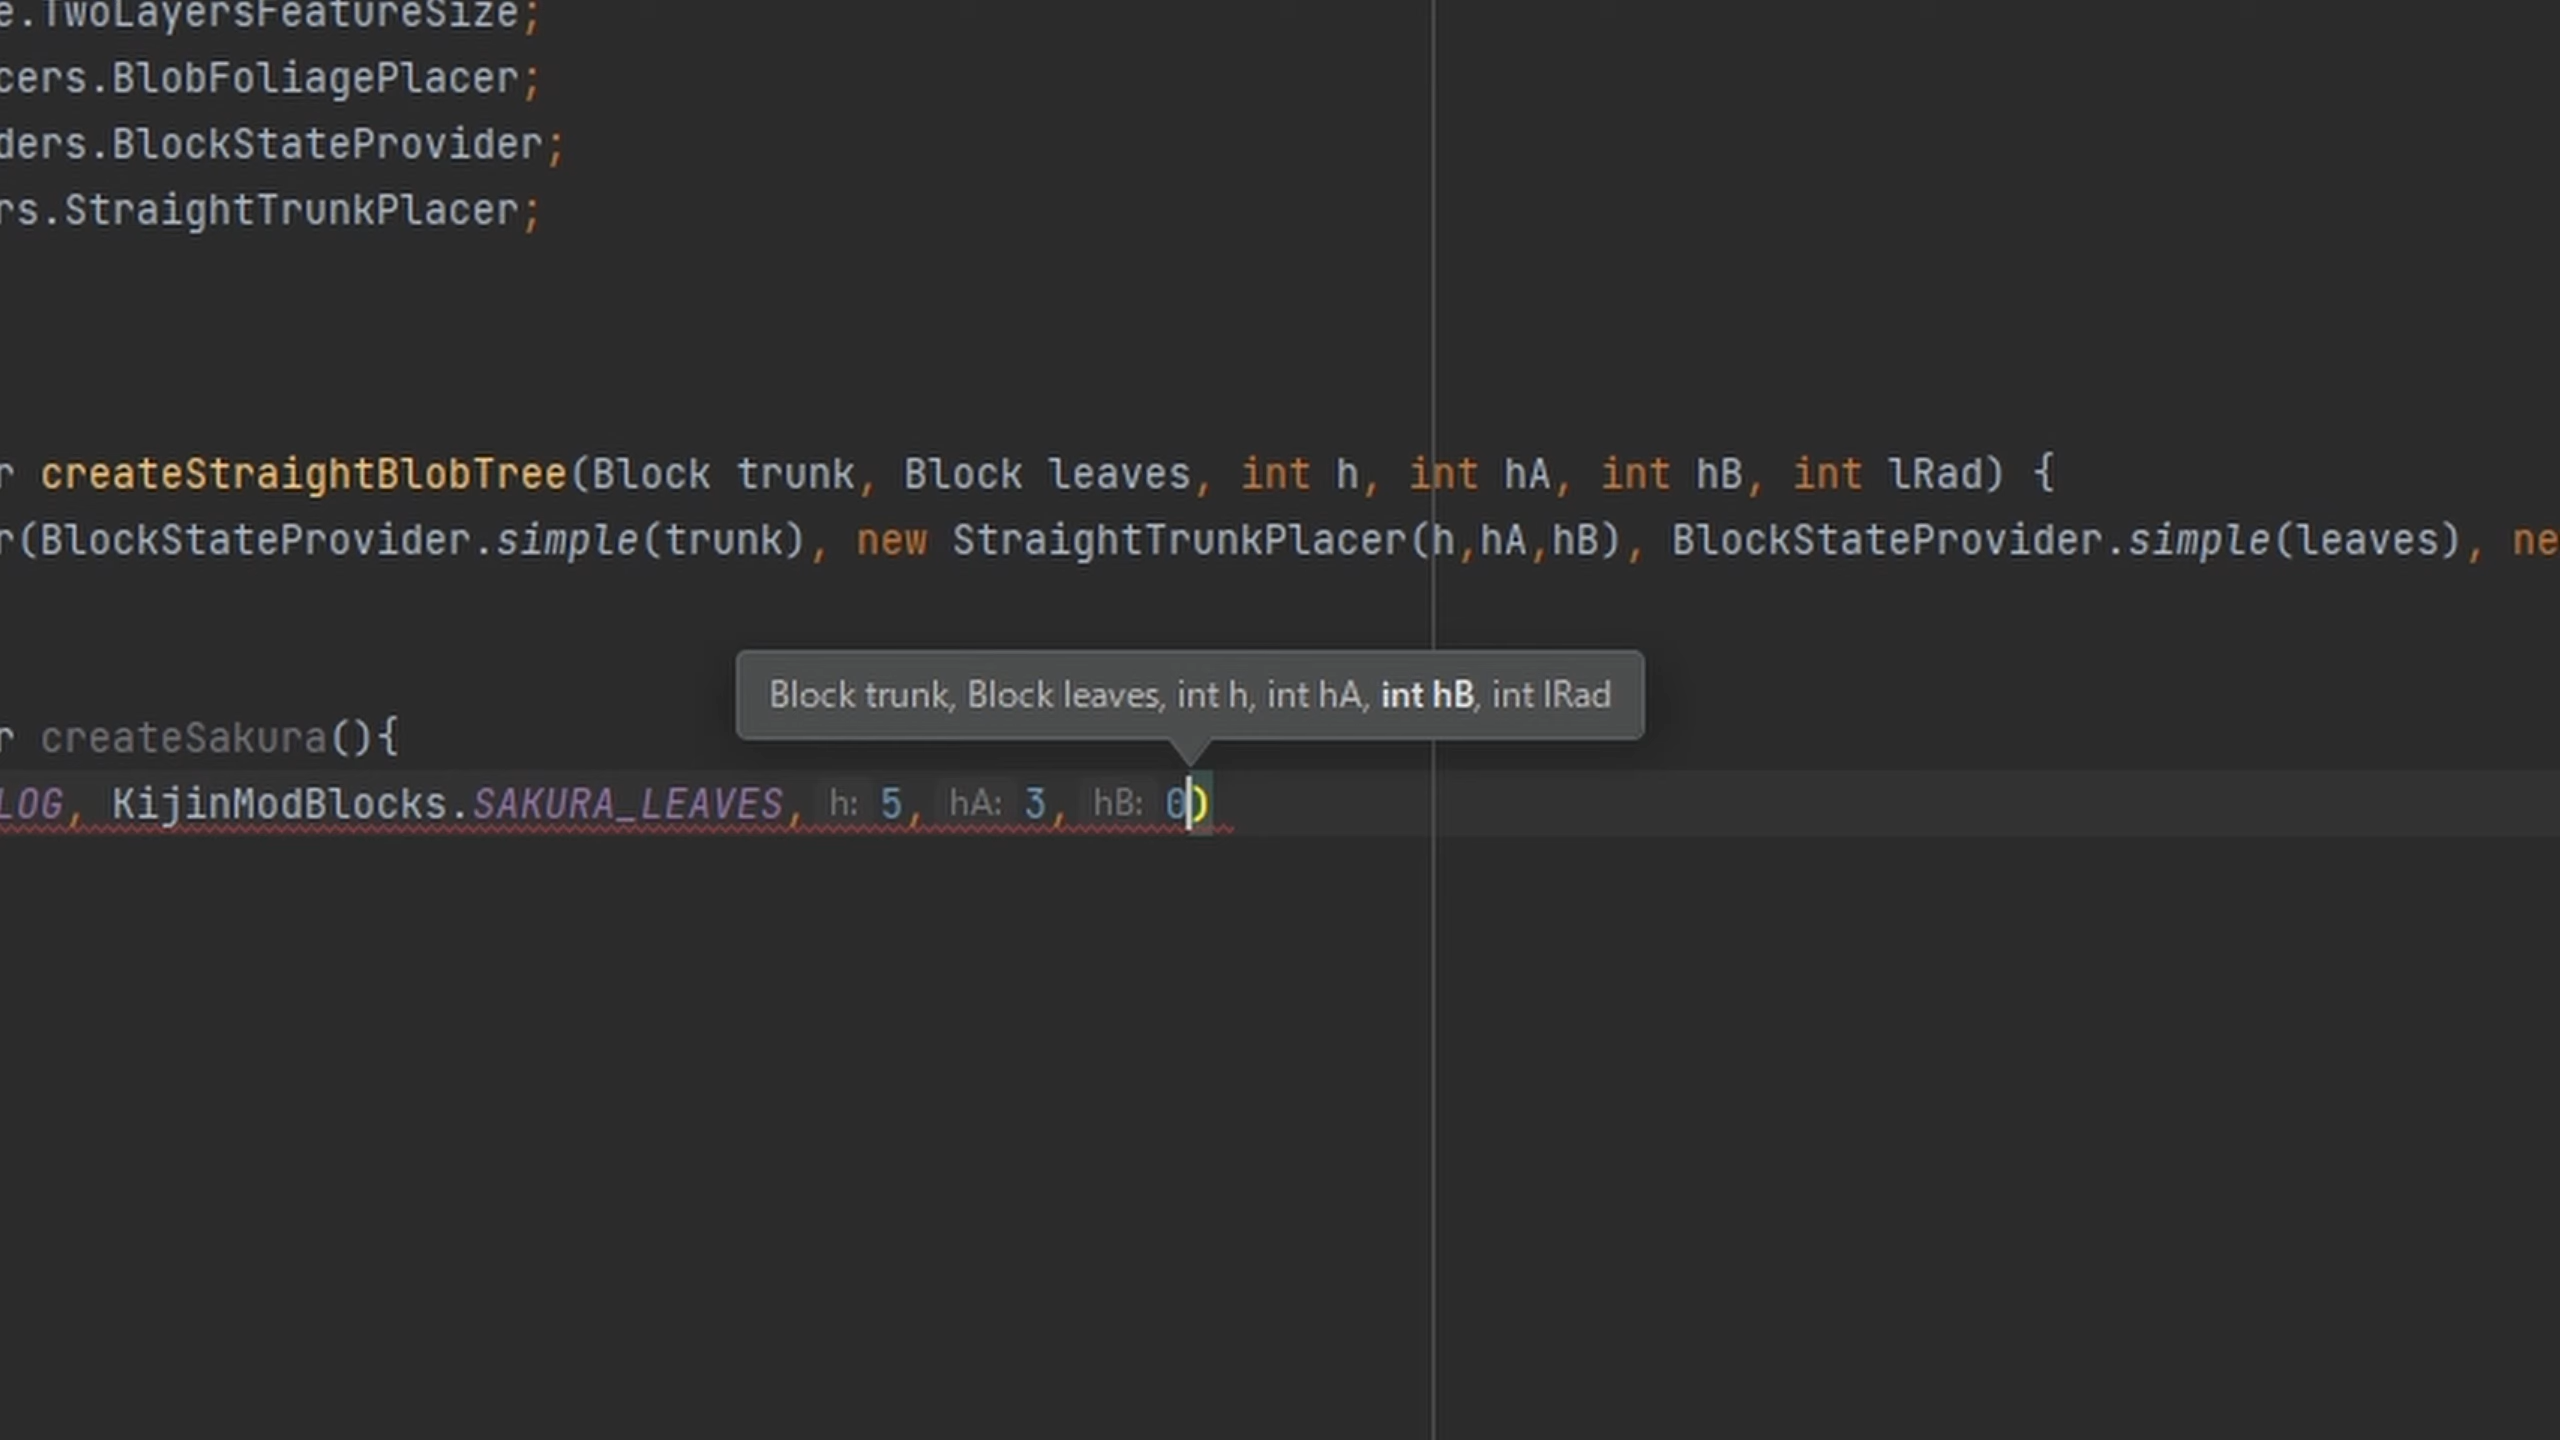 e.TwoLayersFeatureSize;
cers.BlobFoliagePlacer;
ders.BlockStateProvider;
rs.StraightTrunkPlacer;
r createStraightBlobTree(Block trunk, Block leaves, int h, int hA, int hB, int lRad) {
r(BlockStateProvider.simple(trunk), new StraightTrunkPlacer(h,hA,hB), BlockStateProvider.simple(leaves), ne
Block trunk, Block leaves, int h, int hA, int hB, int lRad
r createSakura(){
LOG, KijinModBlocks.SAKURA_LEAVES, h: 5, hA: 3, hB: 0)